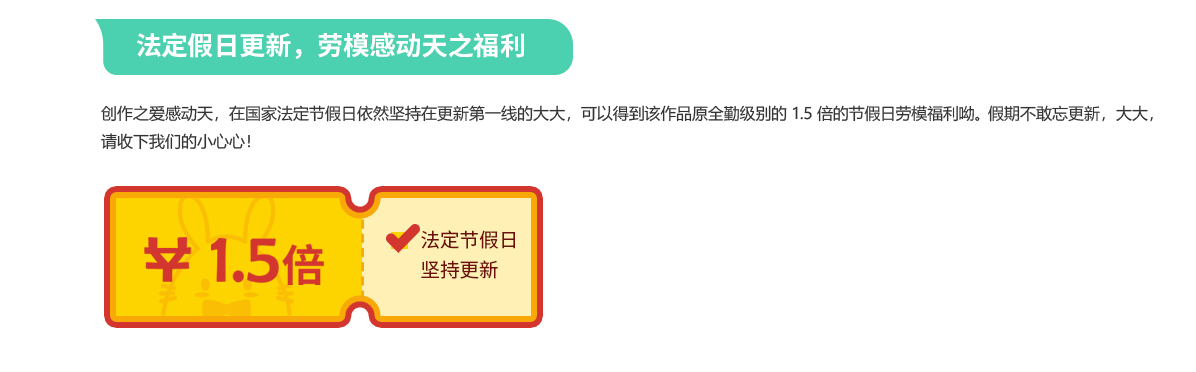 法定假日更新，劳模感动天之福利
创作之爱感动天，在国家法定节假日依然坚持在更新第一线的大大，可以得到该作品原全勤级别的 1.5 倍的节假日劳模福利呦。假期不敢忘更新，大大，
请收下我们的小心心！
¥ 1.5倍
法定节假日
坚持更新